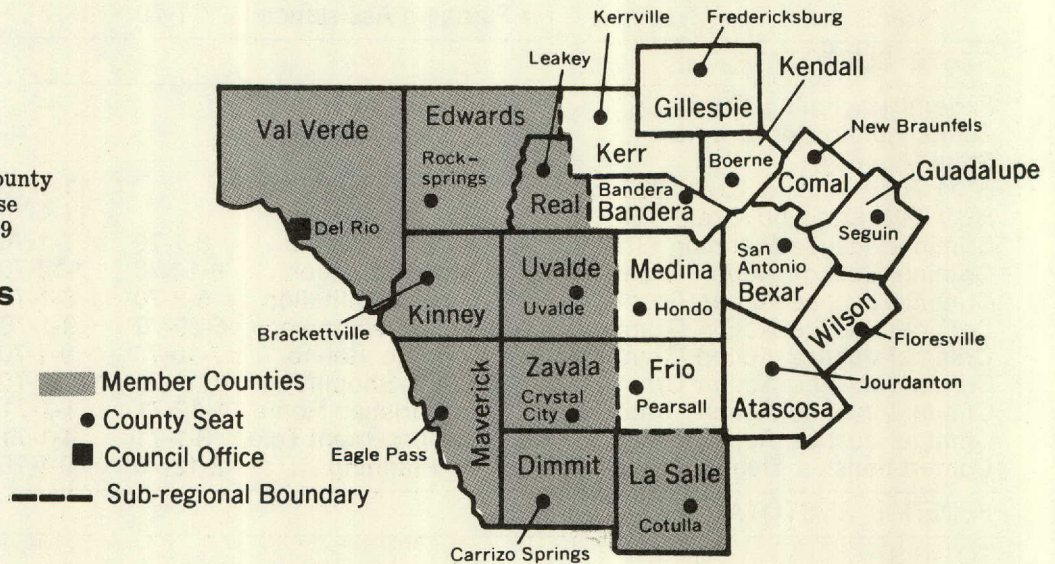 Kerrville
Fredericksburg
Leakey
Kendall
Gillespie
Val Verde
Edwards
New Braunfels
ounty
se
9
Kerr
Boerne
Comal
Guadalupe
Rock-
springs
Real
Bandera
Bandera
Del Rio
Seguin
San
Antonio
Bexar
Uvalde
Medina
s
Kinney
Uvalde
Hondo
Wilson
Brackettville
Floresville
Member Counties
Zavala
Frio
Jourdanton
County Seat
Crystal
City
Pearsall
Atascosa
Maverick
Council Office
Eagle Pass
Dimmit
La Salle
Sub-regional Boundary
Cotulla
Carrizo Springs